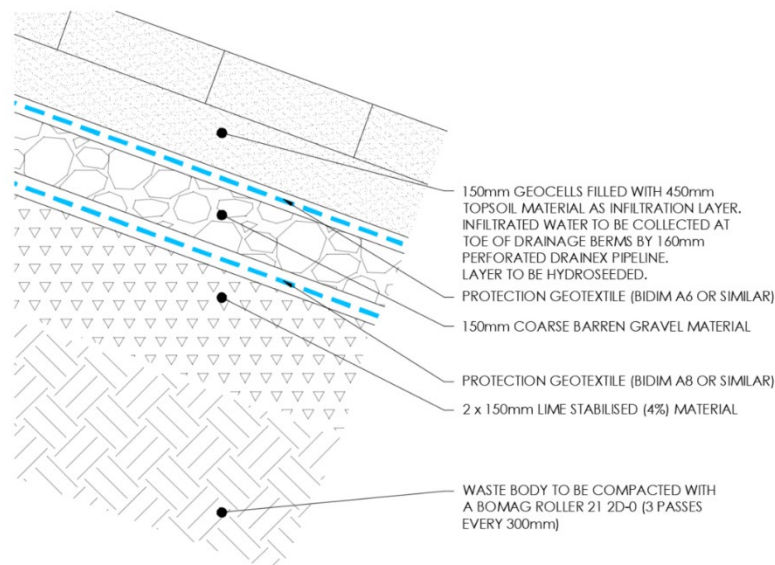 150mm GEOCELLS FILLED WITH 450mm
TOPSOIL MATERIAL AS INFILTRATION LAYER.
INFILTRATED WATER TO BE COLLECTED AT
TOE OF DRAINAGE BERMS BY 160mm
PERFORATED DRAINEX PIPELINE.
LAYER TO BE HYDROSEEDED.
PROTECTION GEOTEXTILE (BIDIM A6 OR SIMILAR)
150mm COARSE BARREN GRAVEL MATERIAL
PROTECTION GEOTEXTILE (BIDIM A8 OR SIMILAR)
2 x 150mm LIME STABILISED (4%) MATERIAL
WASTE BODY TO BE COMPACTED WITH
A BOMAG ROLLER 21 2D-0 (3 PASSES
EVERY 300mm)